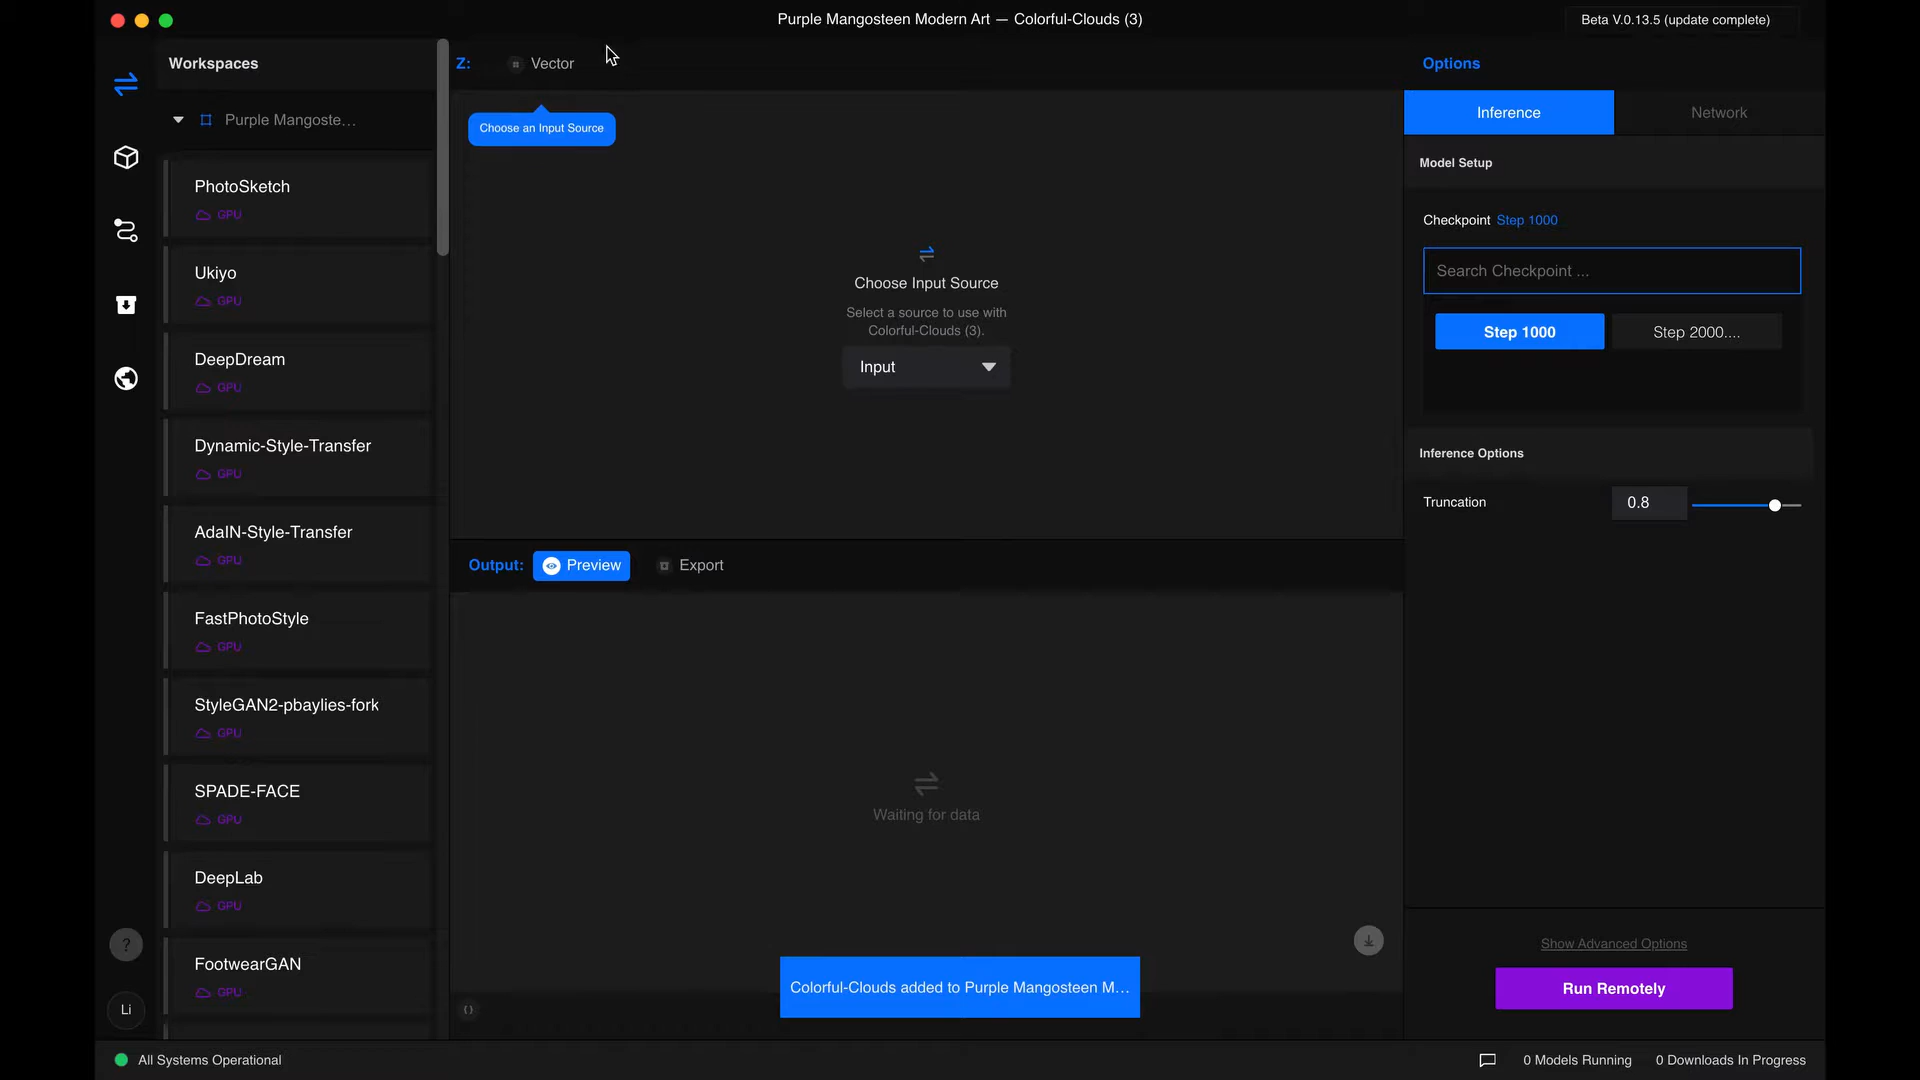 Purple Mangosteen Modern Art — Colorful-Clouds (3)
Beta V.0.13.5 (update complete)
Workspaces
Purple Mangoste...
PhotoSketch
GPU
Ukiyo
GPU
DeepDream
GPU
Dynamic-Style-Transfer
GPU
AdaIN-Style-Transfer
GPU
FastPhotoStyle
GPU
StyleGAN2-pbaylies-fork
GPU
SPADE-FACE
GPU
DeepLab
GPU
FootwearGAN
GPU
?
Li
Z:
Vector
Choose an Input Source
Choose Input Source
Select a source to use with
Colorful-Clouds (3).
Input
Output:
Preview
Export
Waiting for data
Colorful-Clouds added to Purple Mangosteen M...
{}
Options
Inference
Network
Model Setup
Checkpoint Step 1000
Search Checkpoint ...
Step 1000
Step 2000....
Inference Options
Truncation
0.8
Show Advanced Options
Run Remotely
All Systems Operational
0 Models Running
0 Downloads In Progress